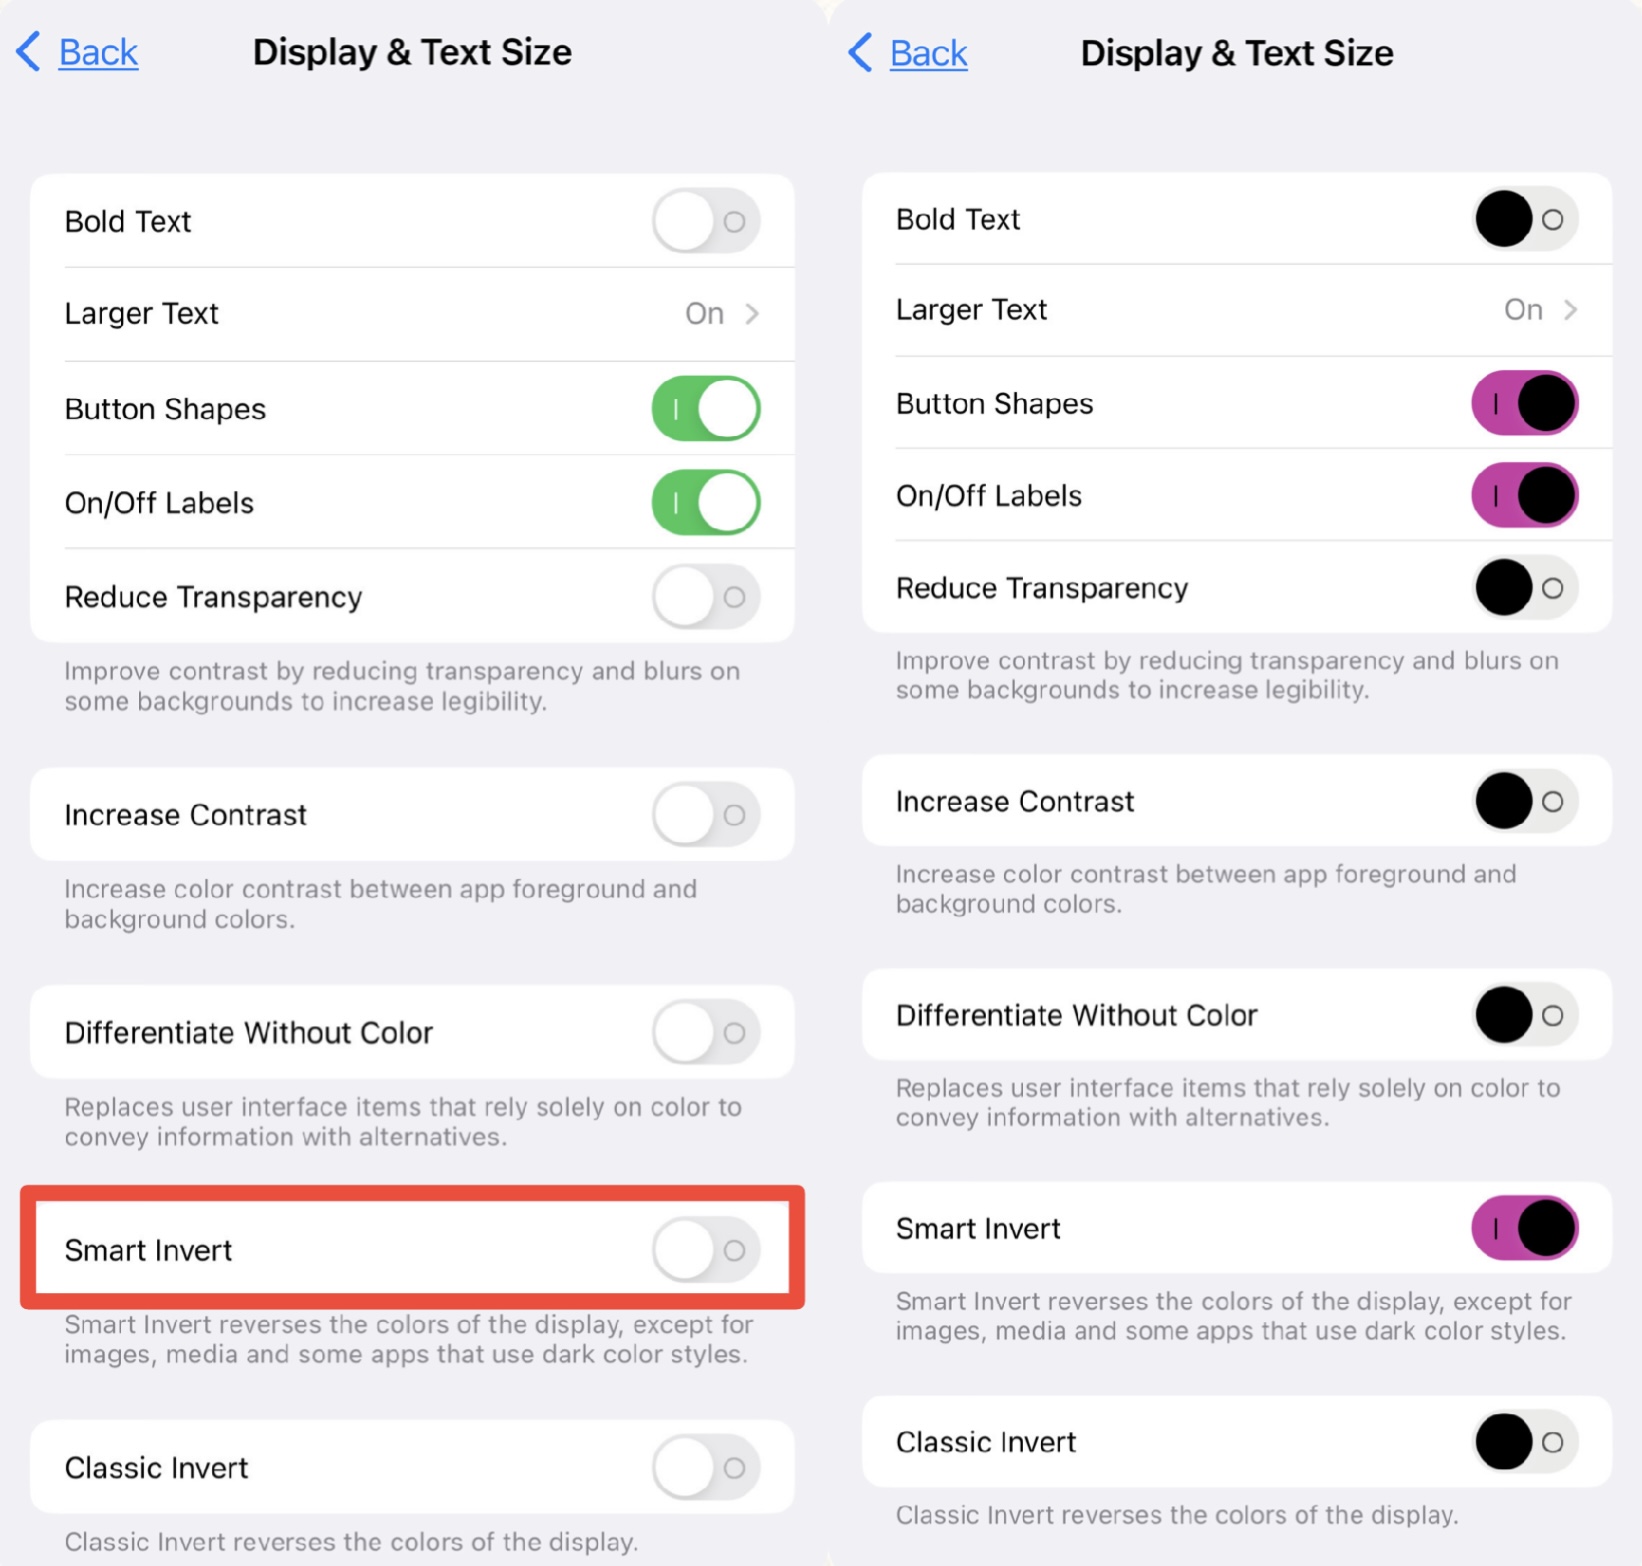 Back
Display & Text Size
Bold Text
Larger Text
On
Button Shapes
On/Off Labels
Reduce Transparency
Improve contrast by reducing transparency and blurs on
some backgrounds to increase legibility.
Increase Contrast
Increase color contrast between app foreground and
background colors.
Differentiate Without Color
Replaces user interface items that rely solely on color to
convey information with alternatives.
Smart Invert
Smart Invert reverses the colors of the display, except for
images, media and some apps that use dark color styles.
Classic Invert
Classic Invert reverses the colors of the display.
Back
Display & Text Size
Bold Text
Larger Text
On
Button Shapes
On/Off Labels
Reduce Transparency
Improve contrast by reducing transparency and blurs on
some backgrounds to increase legibility.
Increase Contrast
Increase color contrast between app foreground and
background colors.
Differentiate Without Color
Replaces user interface items that rely solely on color to
convey information with alternatives.
Smart Invert
Smart Invert reverses the colors of the display, except for
images, media and some apps that use dark color styles.
Classic Invert
Classic Invert reverses the colors of the display.